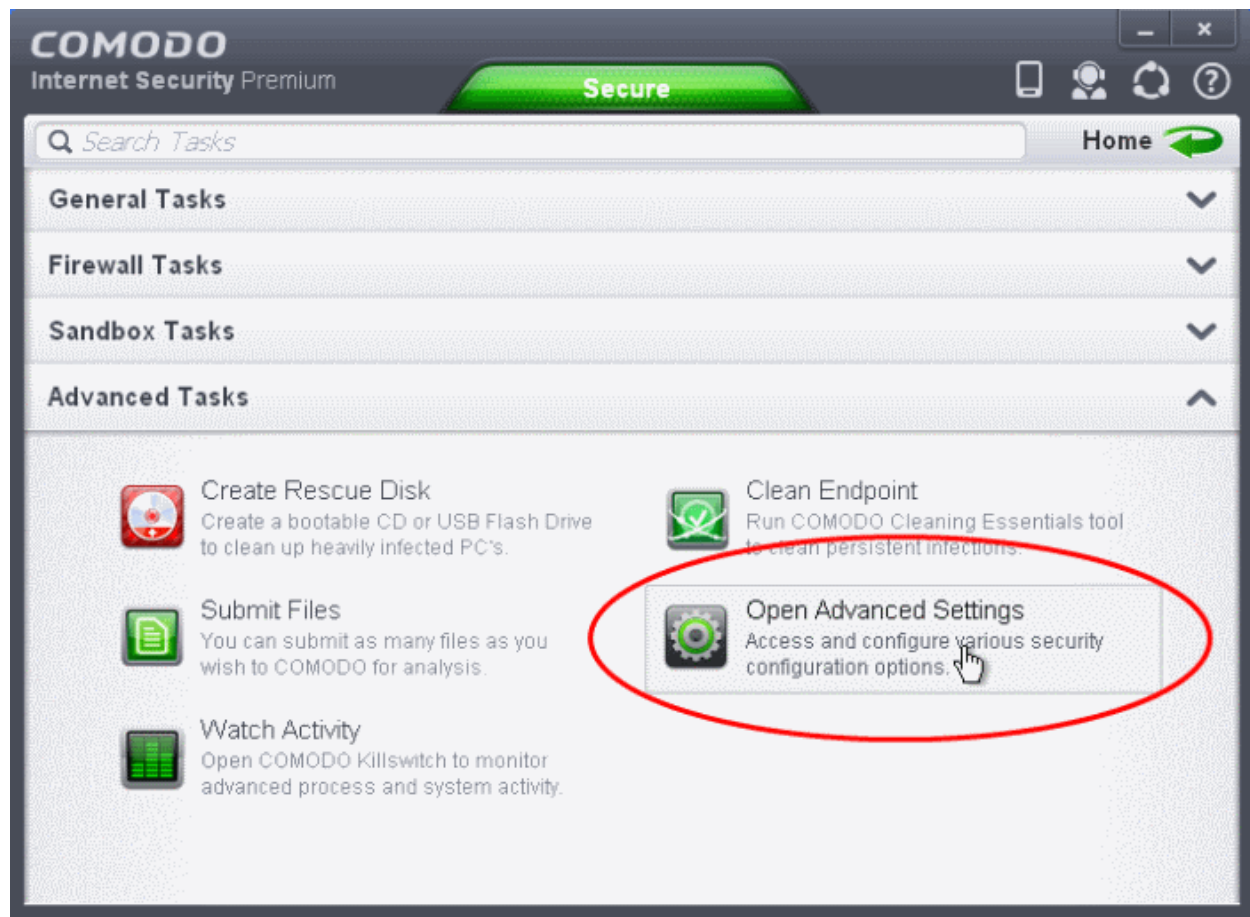 COMODO
Internet Security Premium
Secure
Search Tasks
Home
General Tasks
Firewall Tasks
Sandbox Tasks
Advanced Tasks
Create Rescue Disk
Create a bootable CD or USB Flash Drive
to clean up heavily infected PC's.
Clean Endpoint
Run COMODO Cleaning Essentials tool
to clean persistent infections.
Submit Files
You can submit as many files as you
wish to COMODO for analysis.
Open Advanced Settings
Access and configure various security
configuration options.
Watch Activity
Open COMODO Killswitch to monitor
advanced process and system activity.